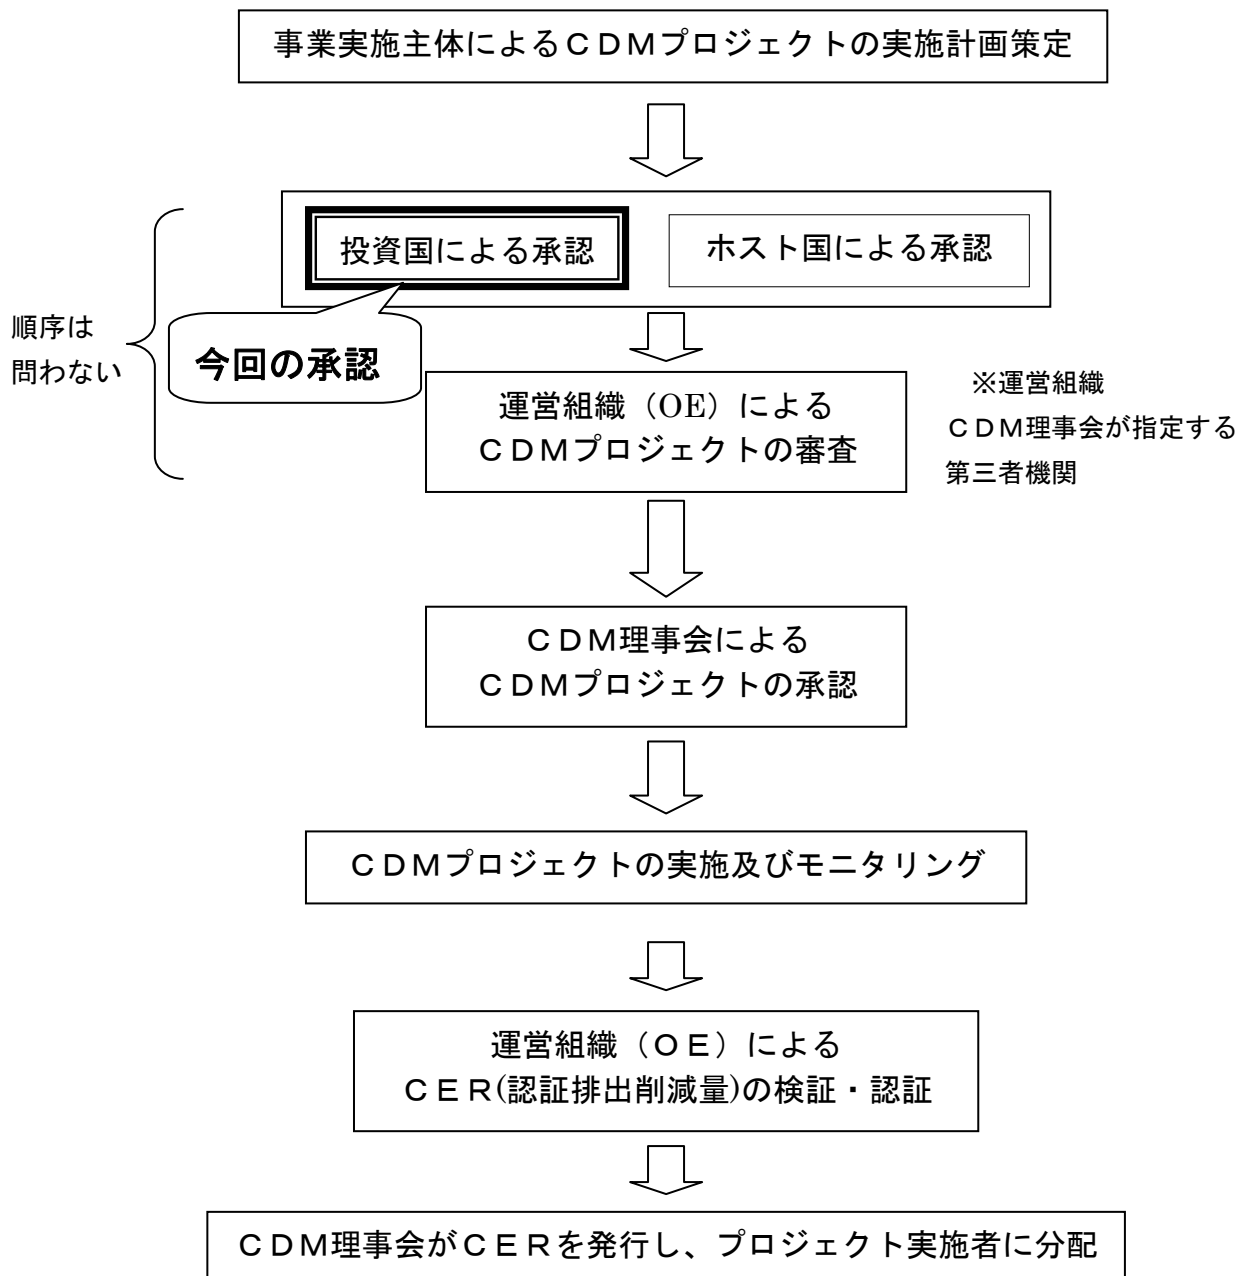 事業実施主体によるＣＤＭプロジェクトの実施計画策定
投資国による承認
ホスト国による承認
順序は
問わない
今回の承認
運営組織（OE）による
ＣＤＭプロジェクトの審査
※運営組織
ＣＤＭ理事会が指定する
第三者機関
ＣＤＭ理事会による
ＣＤＭプロジェクトの承認
ＣＤＭプロジェクトの実施及びモニタリング
運営組織（ＯＥ）による
ＣＥＲ(認証排出削減量)の検証・認証
ＣＤＭ理事会がＣＥＲを発行し、プロジェクト実施者に分配